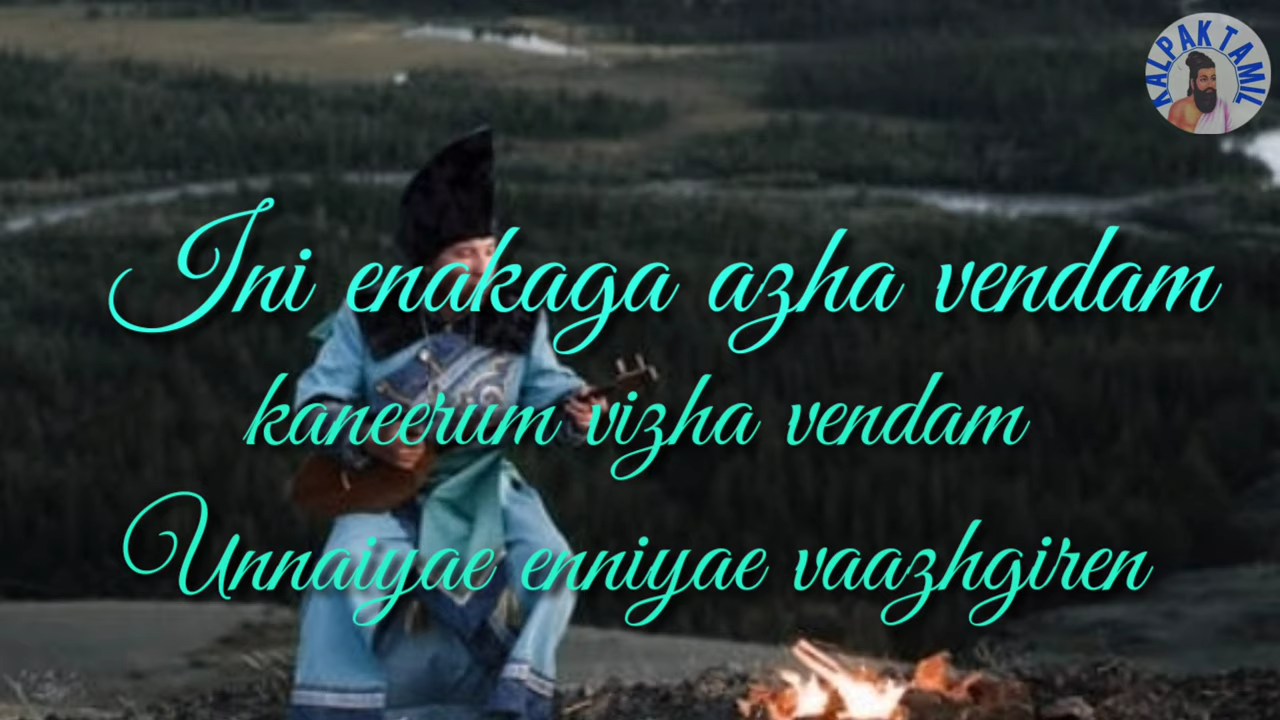 KALPAK TAMIL
Ini enakaga azha vendam
kaneerum vizha vendam
Unnaiyae enniyae vaazhgiren